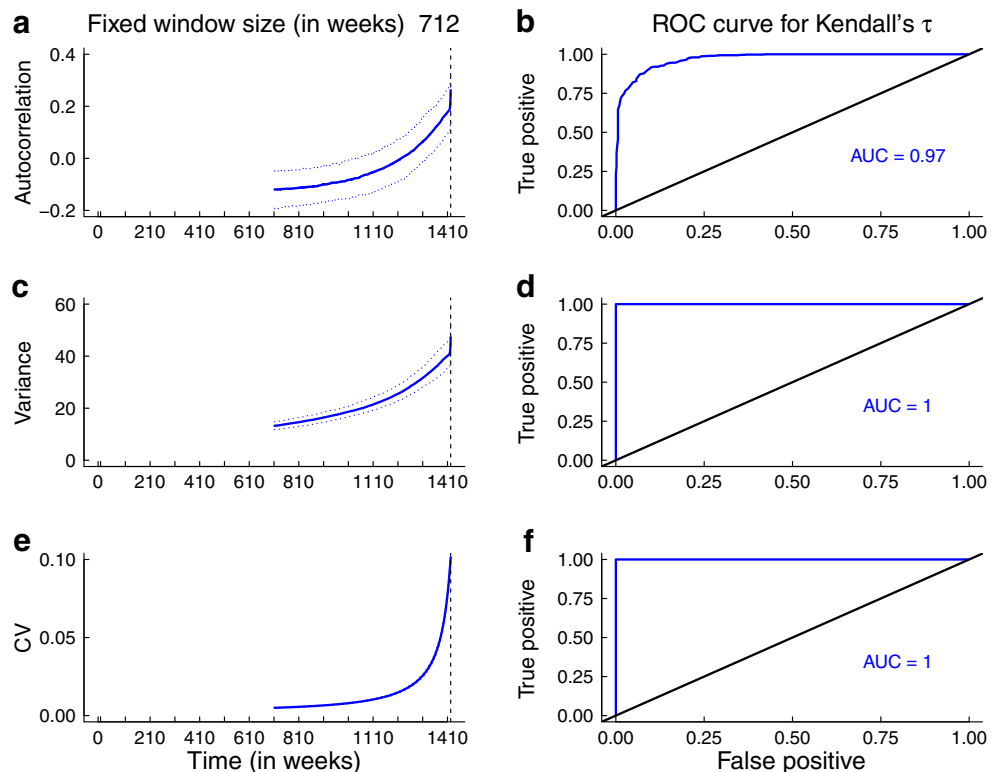 a Fixed window size (in weeks) 712
Autocorrelation
0.4
0.2
0.0
−0.2
0 210 410 610 810 1110 1410
b ROC curve for Kendall's τ
True positive
1.00
0.75
0.50
0.25
0.00
AUC = 0.97
0.00 0.25 0.50 0.75 1.00
c
Variance
60
40
20
0
0 210 410 610 810 1110 1410
d
True positive
1.00
0.75
0.50
0.25
0.00
AUC = 1
0.00 0.25 0.50 0.75 1.00
e
CV
0.10
0.05
0.00
0 210 410 610 810 1110 1410
Time (in weeks)
f
True positive
1.00
0.75
0.50
0.25
0.00
AUC = 1
0.00 0.25 0.50 0.75 1.00
False positive